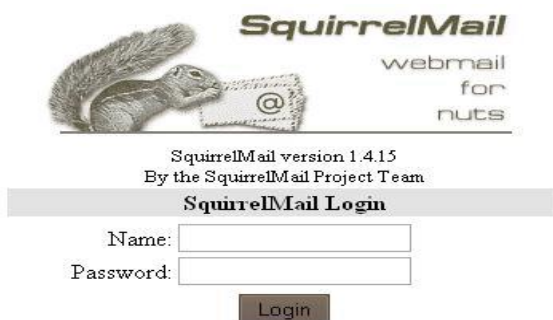 SquirrelMail
webmail
for
nuts
@
SquirrelMail version 1.4.15
By the SquirrelMail Project Team
SquirrelMail Login
Name:
Password:
Login